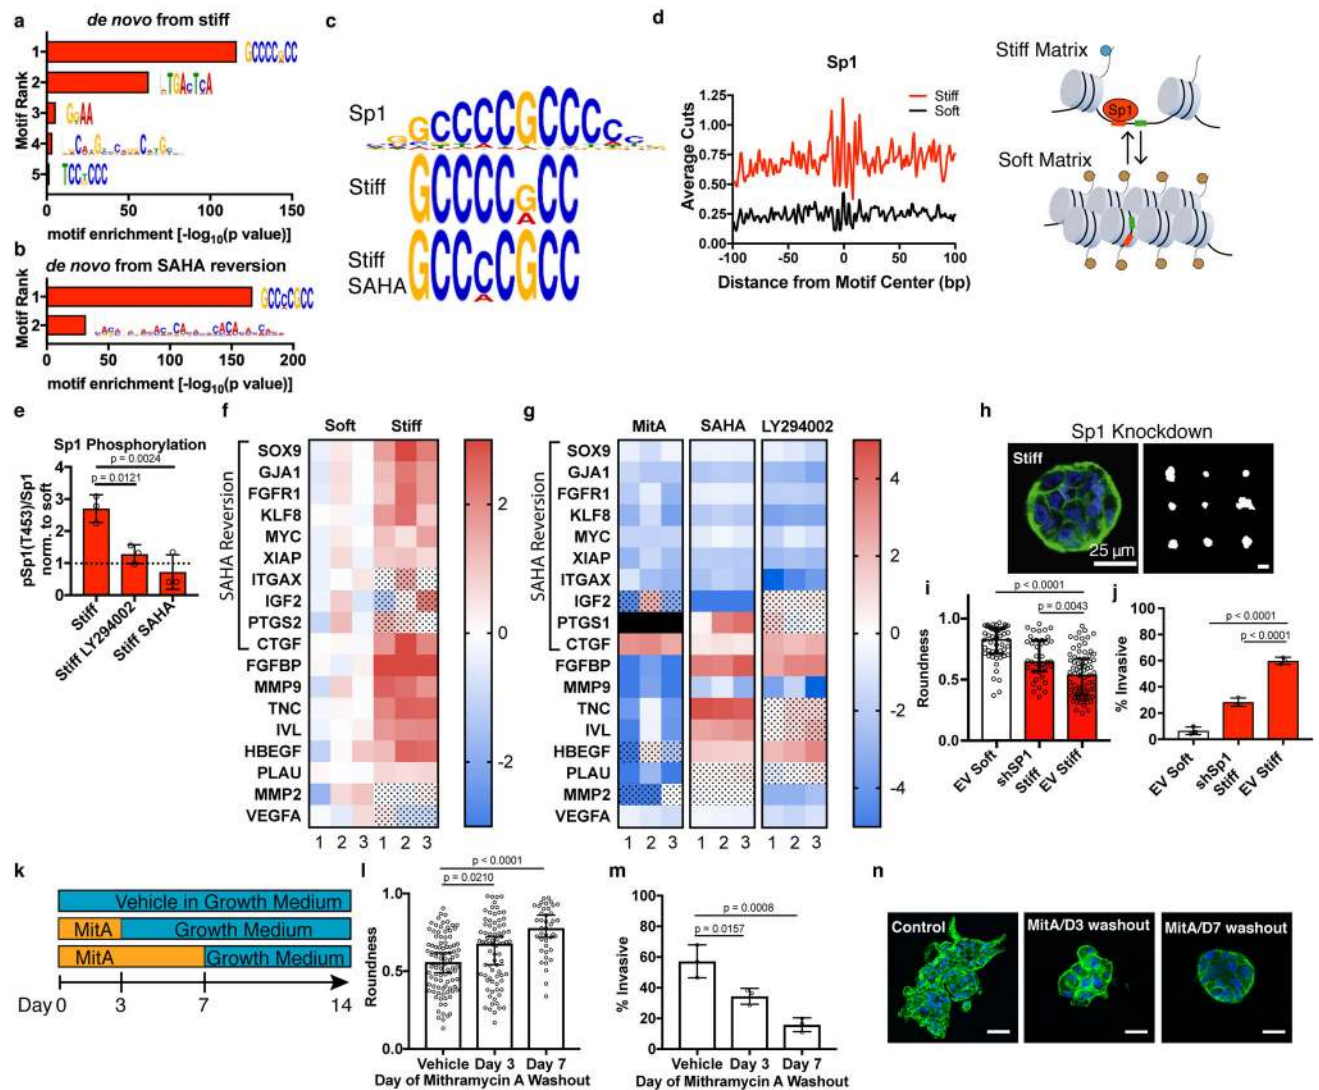 a
de novo from stiff
Motif Rank
1
GCCCCGCC
2
TGACTCA
3
GGAA
4
5
TCCTCCC
0 50 100 150
motif enrichment [-log10(p value)]
b
de novo from SAHA reversion
Motif Rank
1
GCCCCGCC
2
0 50 100 150 200
motif enrichment [-log10(p value)]
c
Sp1
GGCCCCGCCCCC
Stiff
GCCCCGCC
A
Stiff
SAHA
GCCCCGCC
A
d
Sp1
Stiff
Soft
Average Cuts
1.25
1.00
0.75
0.50
0.25
0.00
-100 -50 0 50 100
Distance from Motif Center (bp)
Stiff Matrix
Sp1
Soft Matrix
e
Sp1 Phosphorylation
p = 0.0024
p = 0.0121
pSp1(T453)/Sp1
norm. to soft
4
3
2
1
0
Stiff
Stiff LY294002
Stiff SAHA
f
Soft Stiff
SAHA Reversion
SOX9
GJA1
FGFR1
KLF8
MYC
XIAP
ITGAX
IGF2
PTGS2
CTGF
FGFBP
MMP9
TNC
IVL
HBEGF
PLAU
MMP2
VEGFA
1 2 3 1 2 3
2
0
-2
g
MitA SAHA LY294002
SAHA Reversion
SOX9
GJA1
FGFR1
KLF8
MYC
XIAP
ITGAX
IGF2
PTGS1
CTGF
FGFBP
MMP9
TNC
IVL
HBEGF
PLAU
MMP2
VEGFA
1 2 3 1 2 3 1 2 3
4
2
0
-2
-4
h
Sp1 Knockdown
Stiff
25 µm
i
p < 0.0001
p = 0.0043
Roundness
1.0
0.5
0.0
EV Soft
shSP1
Stiff
EV Stiff
j
p < 0.0001
p <0.0001
% Invasive
100
80
60
40
20
0
EV Soft
shSp1
Stiff
EV Stiff
k
Vehicle in Growth Medium
MitA Growth Medium
MitA Growth Medium
Day 0 3 7 14
l
p < 0.0001
p = 0.0210
Roundness
1.0
0.5
0.0
Vehicle Day 3 Day 7
Day of Mithramycin A Washout
m
p = 0.0008
p = 0.0157
% Invasive
100
80
60
40
20
0
Vehicle Day 3 Day 7
Day of Mithramycin A Washout
n
Control
MitA/D3 washout
MitA/D7 washout